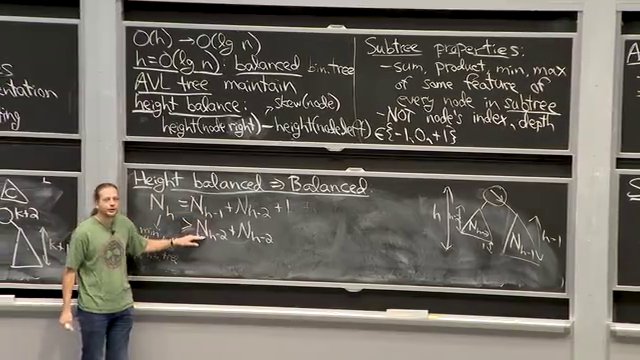 O(h) → O(lg n)
h = O(lg n): balanced bin. tree
AVL tree maintain
height balance: skew(node)
height(node.right) - height(node.left) ∈ {-1, 0, +1}
Subtree properties:
- sum, product, min, max
of some feature of
every node in subtree
- NOT node's index, depth
Height balanced ⇒ Balanced
N_h = N_{h-1} + N_{h-2} + 1
≥ N_{h-2} + N_{h-2}
min
h
N_{h-2}
N_{h-1}
h-1
k+2